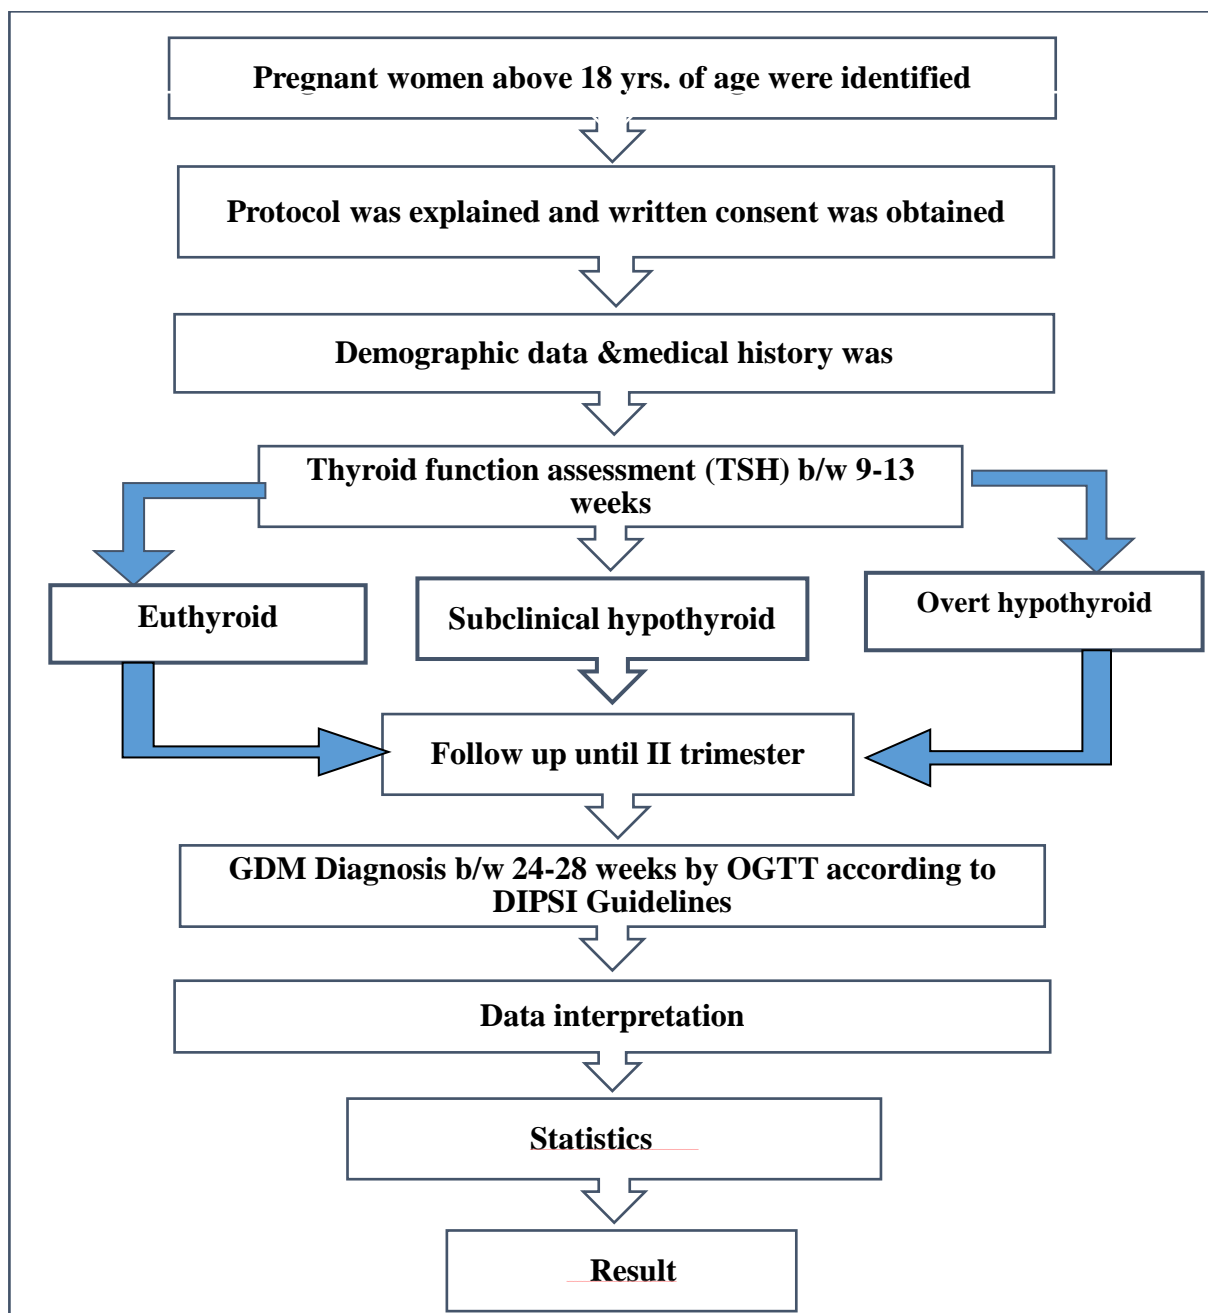 Pregnant women above 18 yrs. of age were identified
Protocol was explained and written consent was obtained
Demographic data &medical history was
Thyroid function assessment (TSH) b/w 9-13
weeks
Euthyroid
Subclinical hypothyroid
Overt hypothyroid
Follow up until II trimester
GDM Diagnosis b/w 24-28 weeks by OGTT according to
DIPSI Guidelines
Data interpretation
Statistics
Result